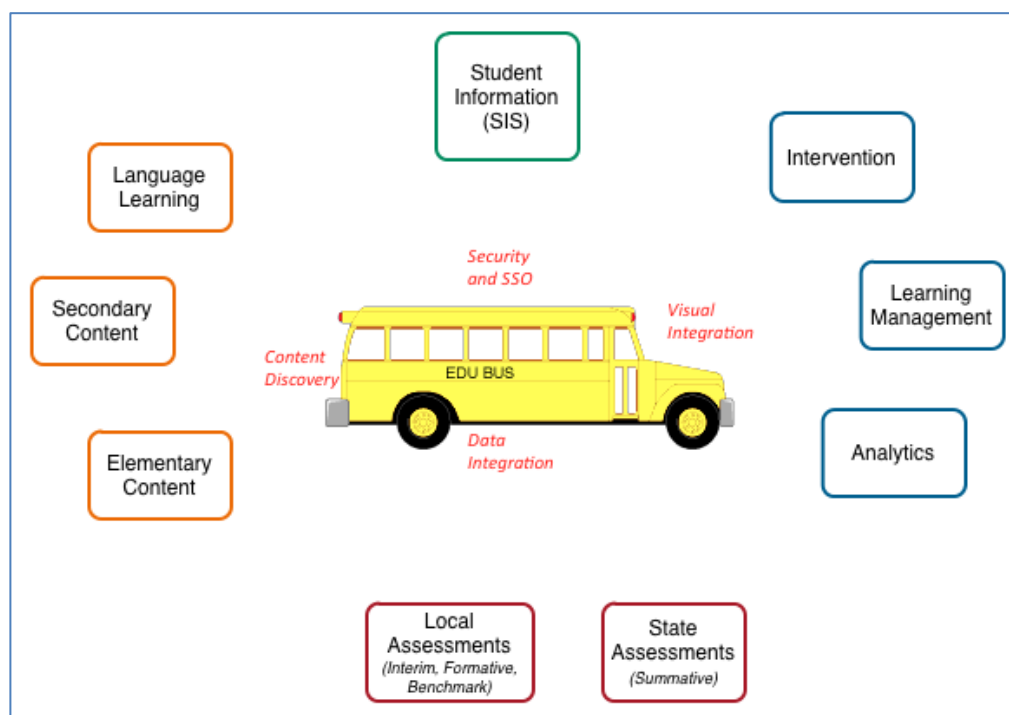 Student
Information
(SIS)
Intervention
Language
Learning
Security
and SSO
Learning
Management
Secondary
Content
Visual
Integration
Content
Discovery
EDU BUS
Data
Integration
Analytics
Elementary
Content
Local
Assessments
(Interim, Formative,
Benchmark)
State
Assessments
(Summative)